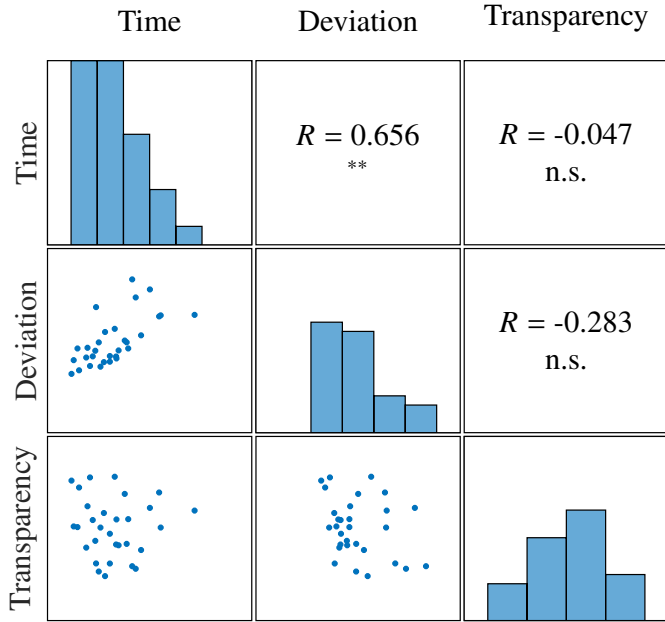 Time Deviation Transparency
Time
R = 0.656
**
R = -0.047
n.s.
Deviation
R = -0.283
n.s.
Transparency